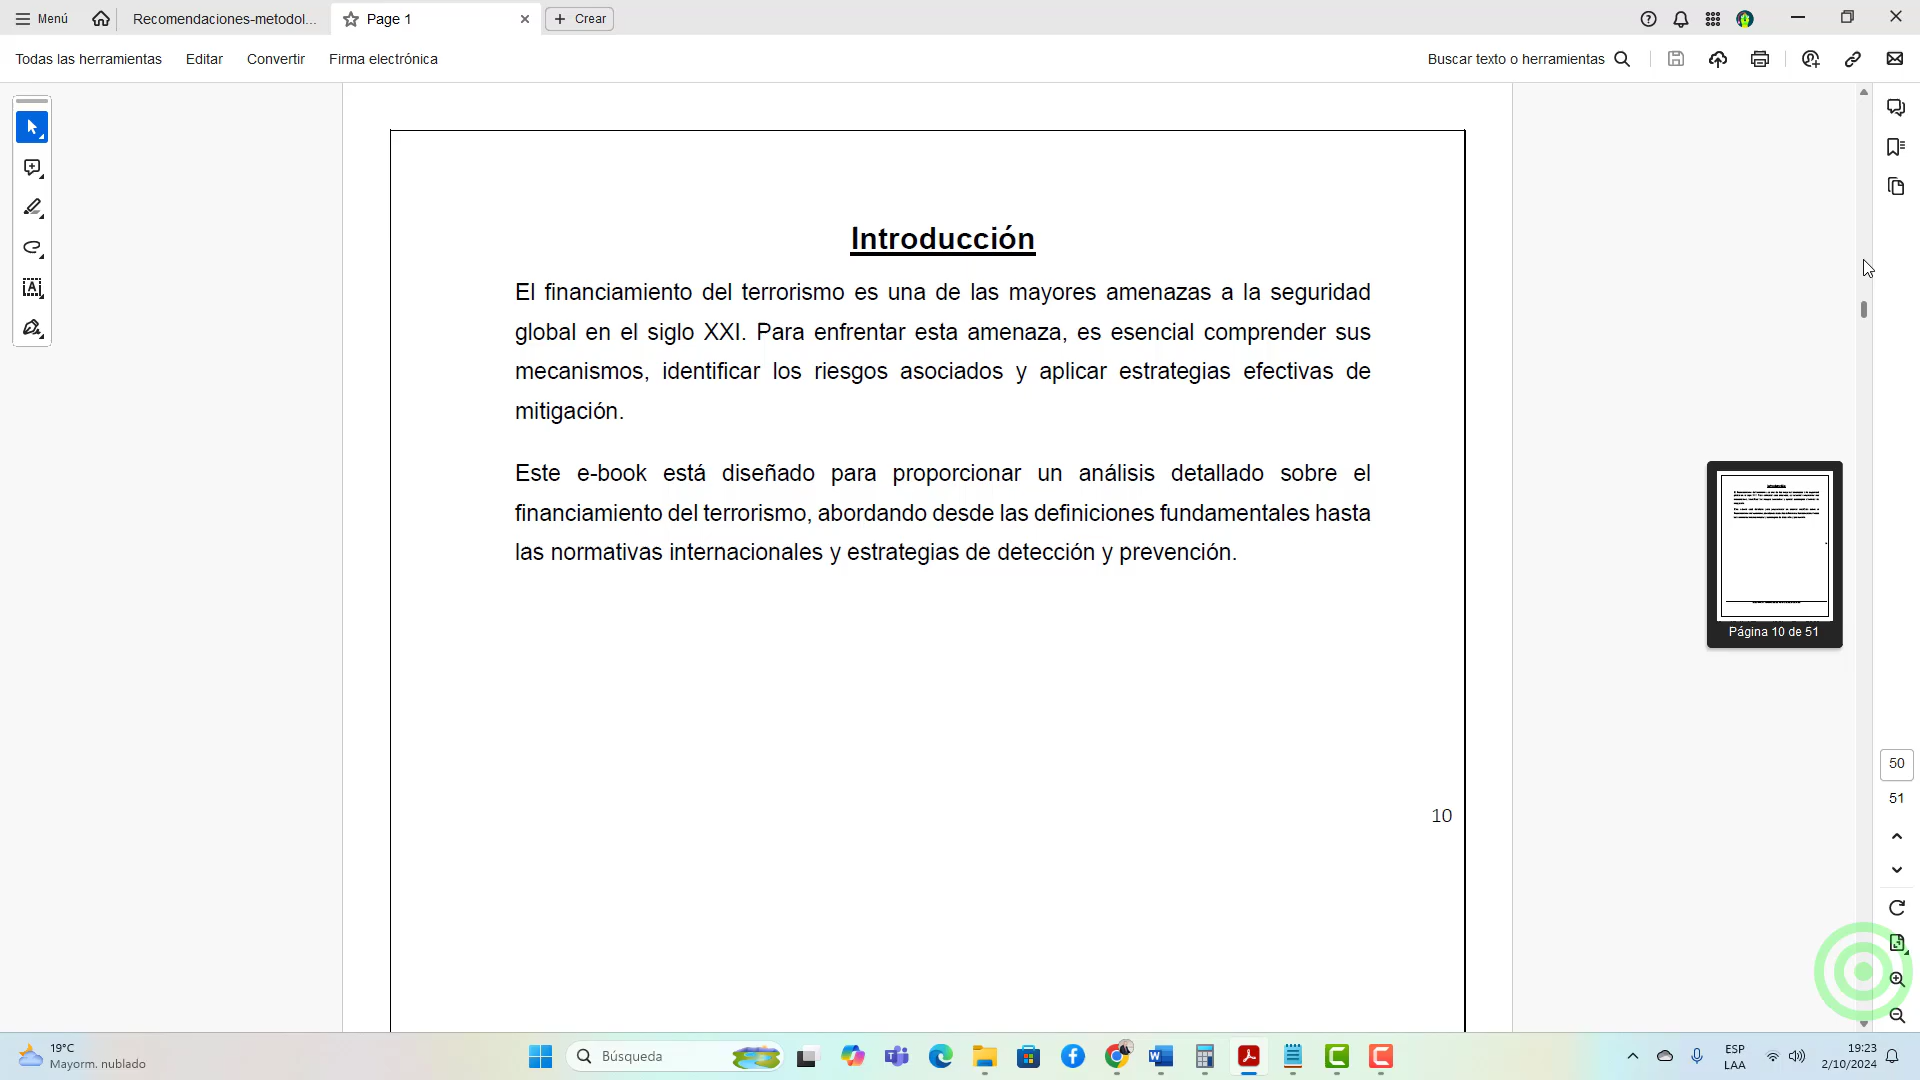 Menú
Recomendaciones-metodol...
Page 1
Crear
Todas las herramientas
Editar
Convertir
Firma electrónica
Buscar texto o herramientas
Introducción
El financiamiento del terrorismo es una de las mayores amenazas a la seguridad
global en el siglo XXI. Para enfrentar esta amenaza, es esencial comprender sus
mecanismos, identificar los riesgos asociados y aplicar estrategias efectivas de
mitigación.
Este e-book está diseñado para proporcionar un análisis detallado sobre el
financiamiento del terrorismo, abordando desde las definiciones fundamentales hasta
las normativas internacionales y estrategias de detección y prevención.
10
Página 10 de 51
50
51
19°C
Mayorm. nublado
Búsqueda
ESP
LAA
19:23
2/10/2024